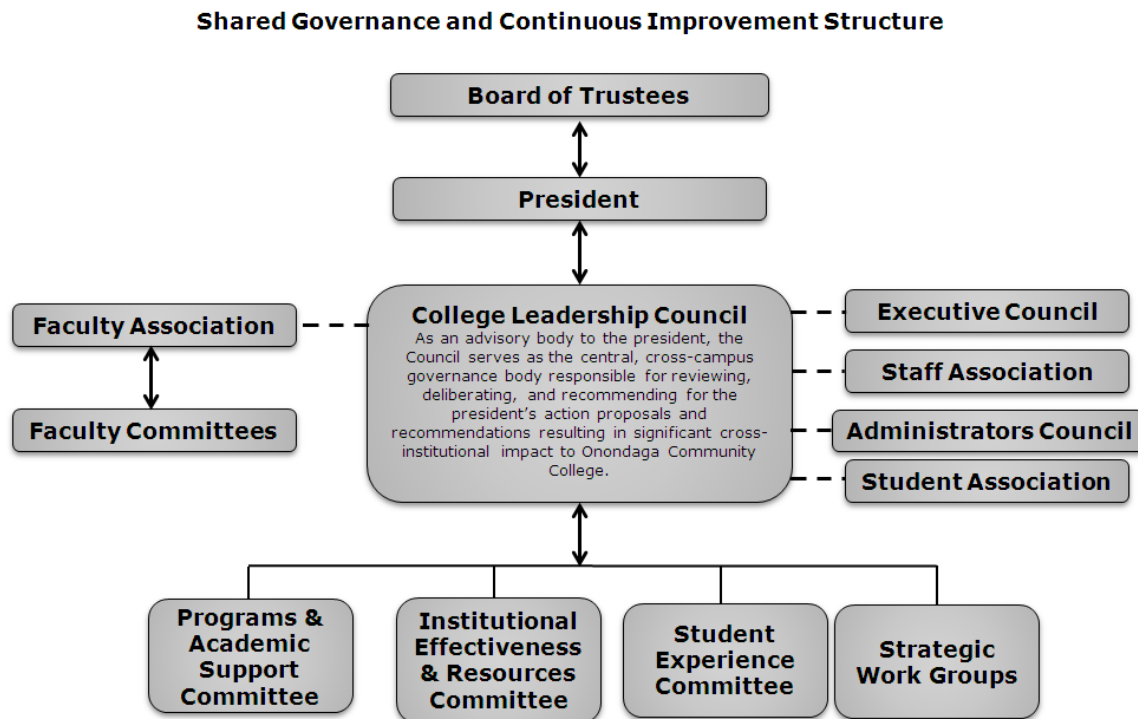 Shared Governance and Continuous Improvement Structure
Board of Trustees
President
College Leadership Council
As an advisory body to the president, the
Council serves as the central, cross-campus
governance body responsible for reviewing,
deliberating, and recommending for the
president’s action proposals and
recommendations resulting in significant cross-
institutional impact to Onondaga Community
College.
Faculty Association
Faculty Committees
Executive Council
Staff Association
Administrators Council
Student Association
Programs &
Academic
Support
Committee
Institutional
Effectiveness
& Resources
Committee
Student
Experience
Committee
Strategic
Work Groups